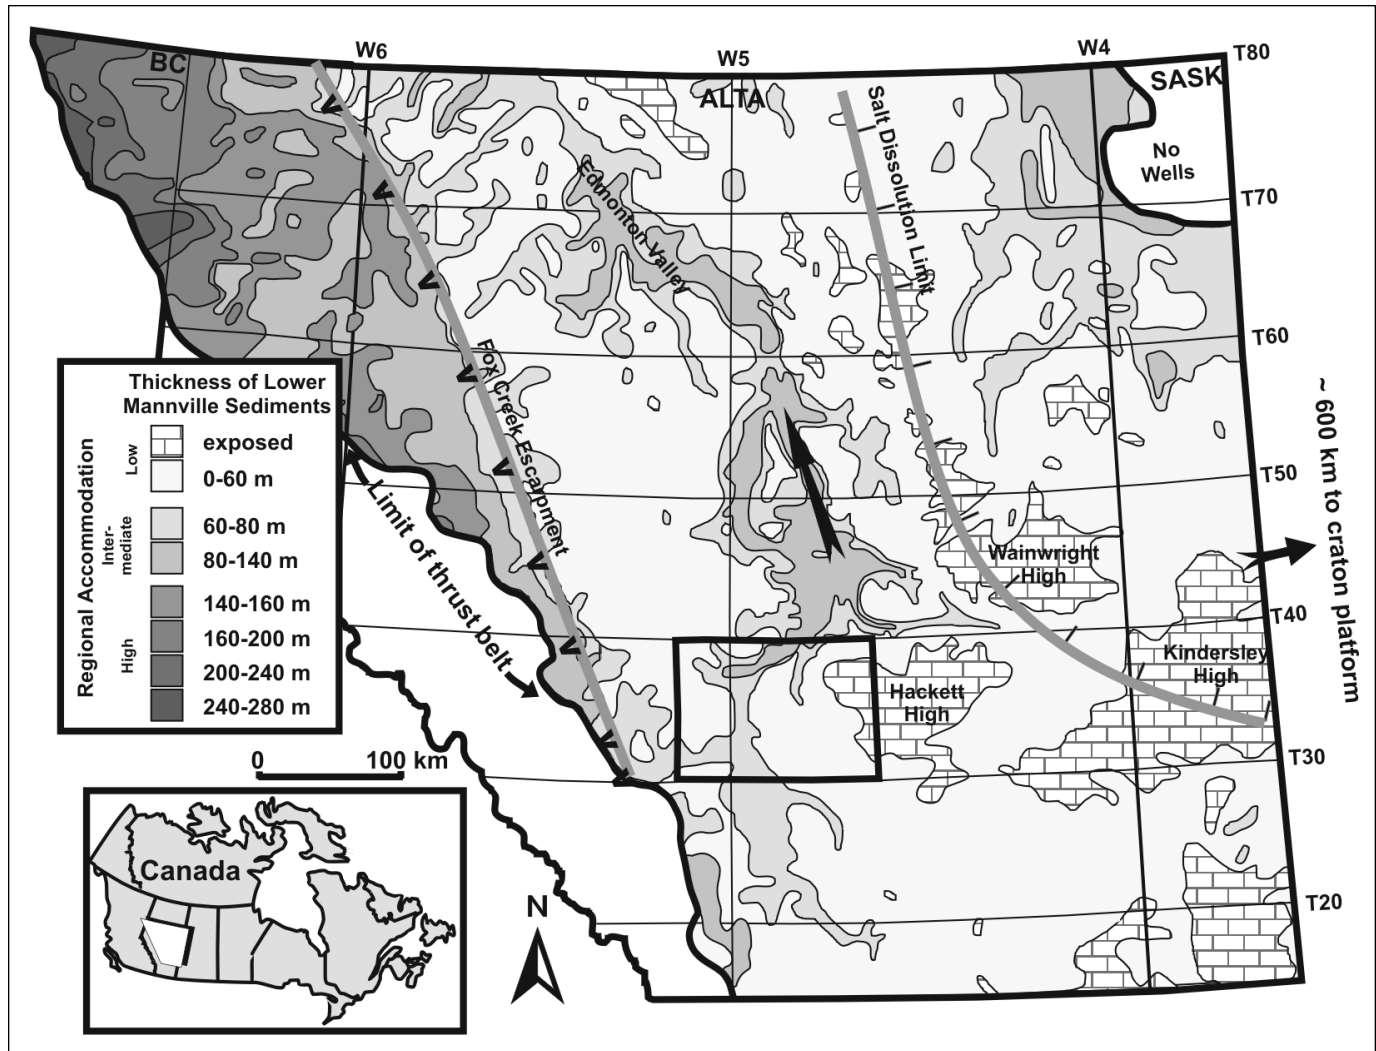 W6
W5
W4
T80
BC
ALTA
SASK
No
Wells
T70
Edmonton Valley
Salt Dissolution Limit
T60
Fox Creek Escarpment
Thickness of Lower
Mannville Sediments
Regional Accommodation
Low
exposed
0-60 m
Inter-
mediate
60-80 m
80-140 m
High
140-160 m
160-200 m
200-240 m
240-280 m
Limit of thrust belt
T50
~ 600 km to craton platform
Wainwright
High
T40
Kindersley
High
Hackett
High
T30
0
100 km
Canada
N
T20